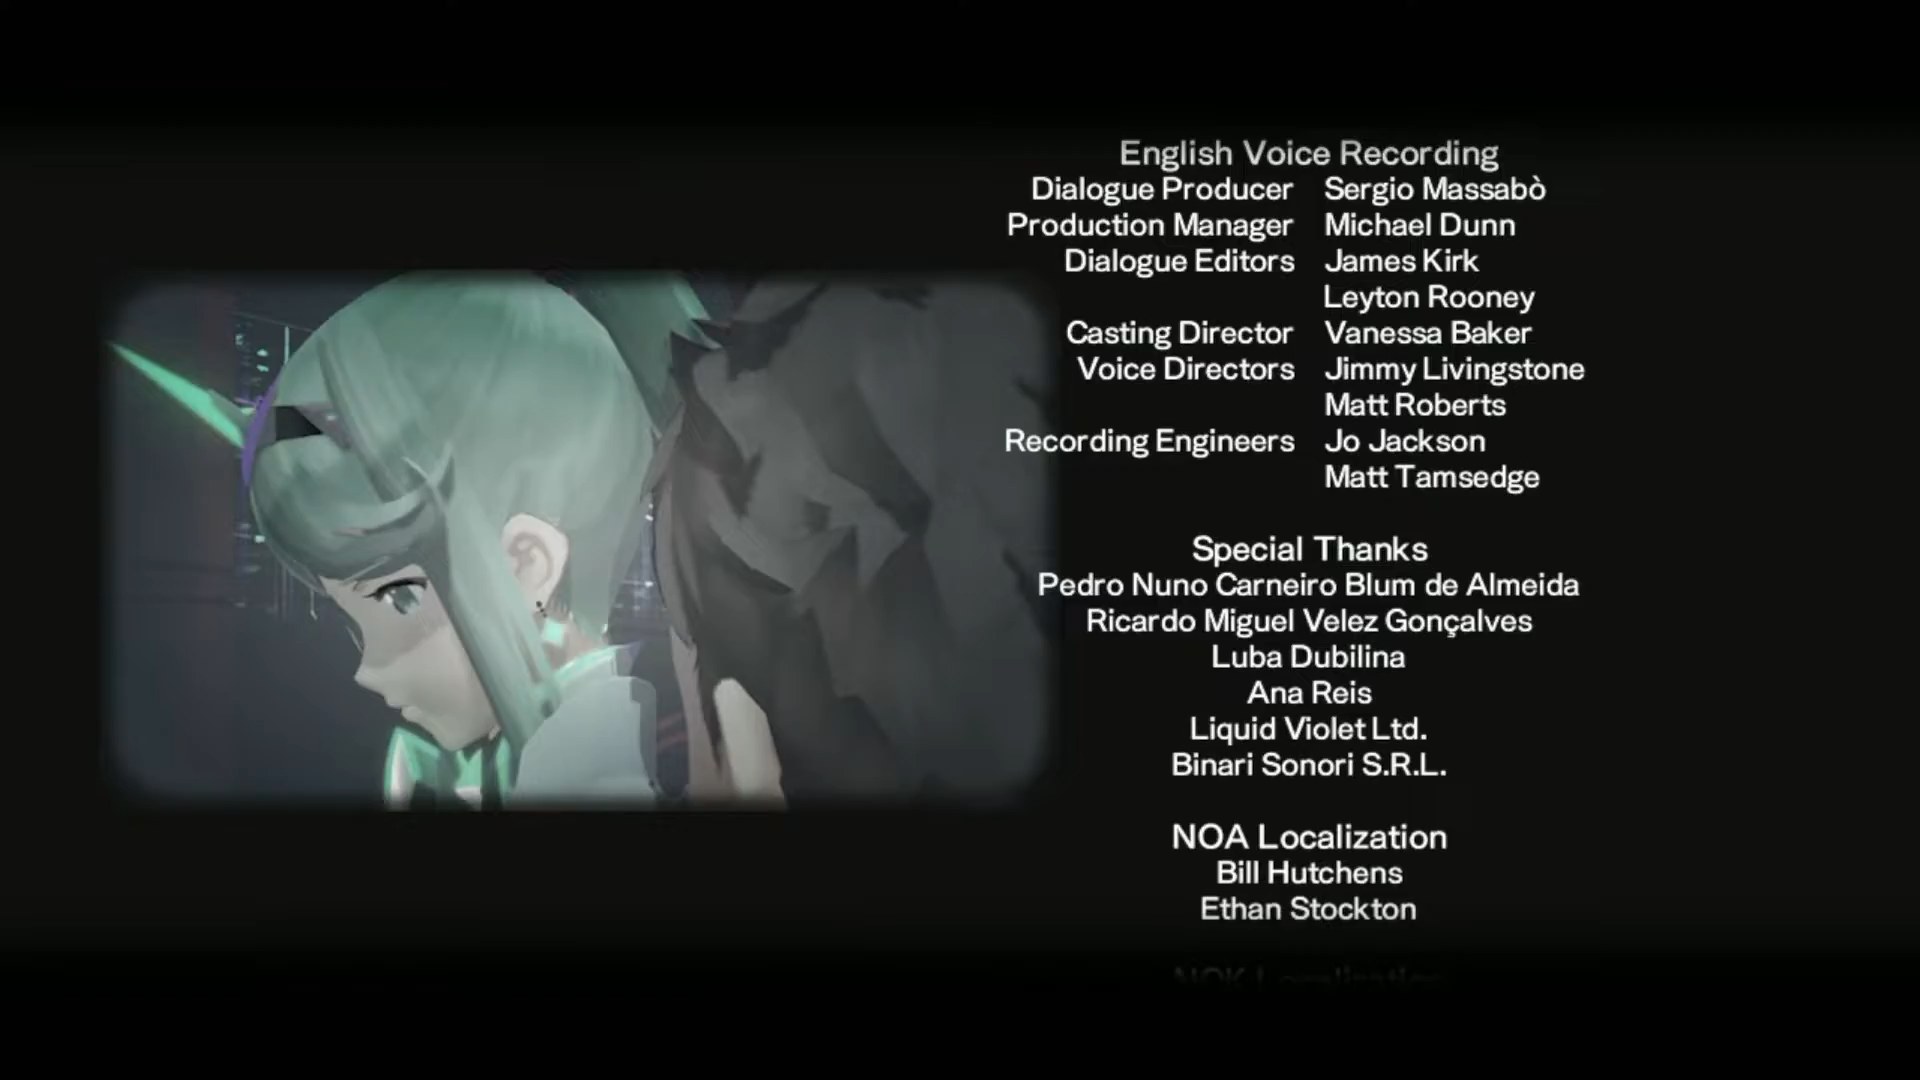 English Voice Recording
Dialogue Producer Sergio Massabò
Production Manager Michael Dunn
Dialogue Editors James Kirk
Leyton Rooney
Casting Director Vanessa Baker
Voice Directors Jimmy Livingstone
Matt Roberts
Recording Engineers Jo Jackson
Matt Tamsedge
Special Thanks
Pedro Nuno Carneiro Blum de Almeida
Ricardo Miguel Velez Gonçalves
Luba Dubilina
Ana Reis
Liquid Violet Ltd.
Binari Sonori S.R.L.
NOA Localization
Bill Hutchens
Ethan Stockton
NOK Localization